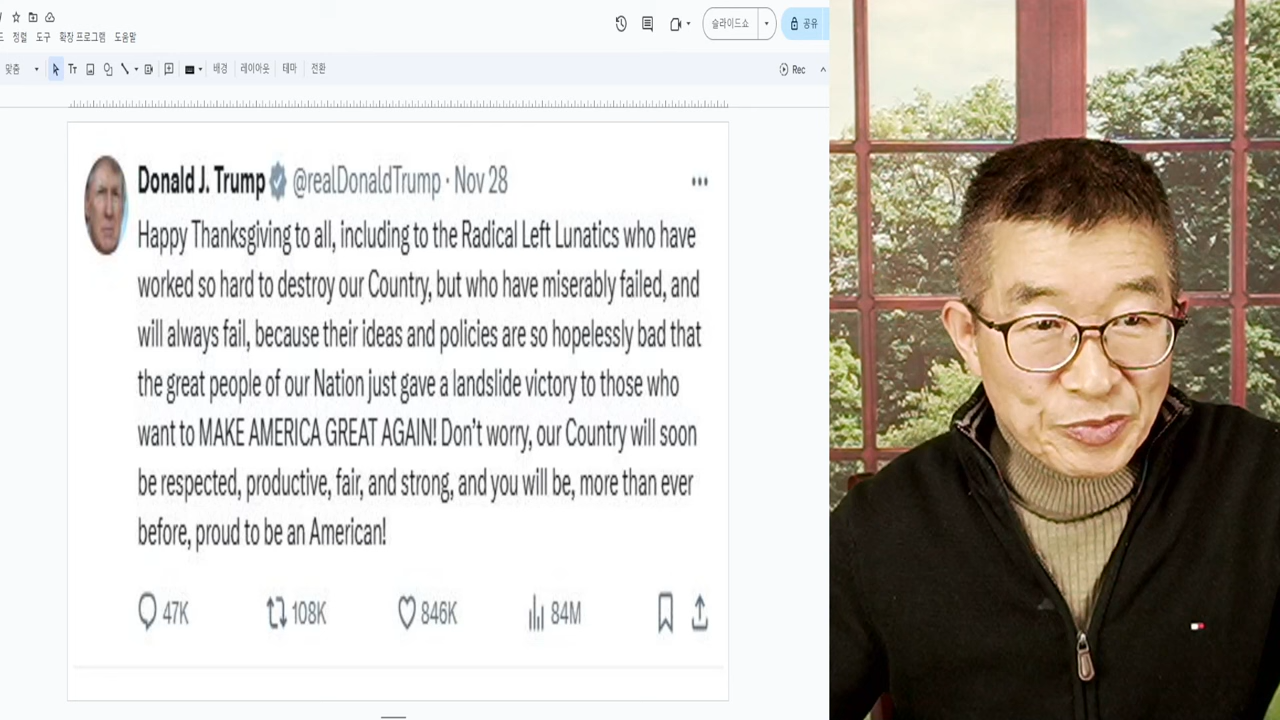 정렬 도구 확장 프로그램 도움말
슬라이드쇼
공유
맞춤
배경 레이아웃 테마 전환
Rec
Donald J. Trump @realDonaldTrump · Nov 28
Happy Thanksgiving to all, including to the Radical Left Lunatics who have
worked so hard to destroy our Country, but who have miserably failed, and
will always fail, because their ideas and policies are so hopelessly bad that
the great people of our Nation just gave a landslide victory to those who
want to MAKE AMERICA GREAT AGAIN! Don't worry, our Country will soon
be respected, productive, fair, and strong, and you will be, more than ever
before, proud to be an American!
47K 108K 846K 84M